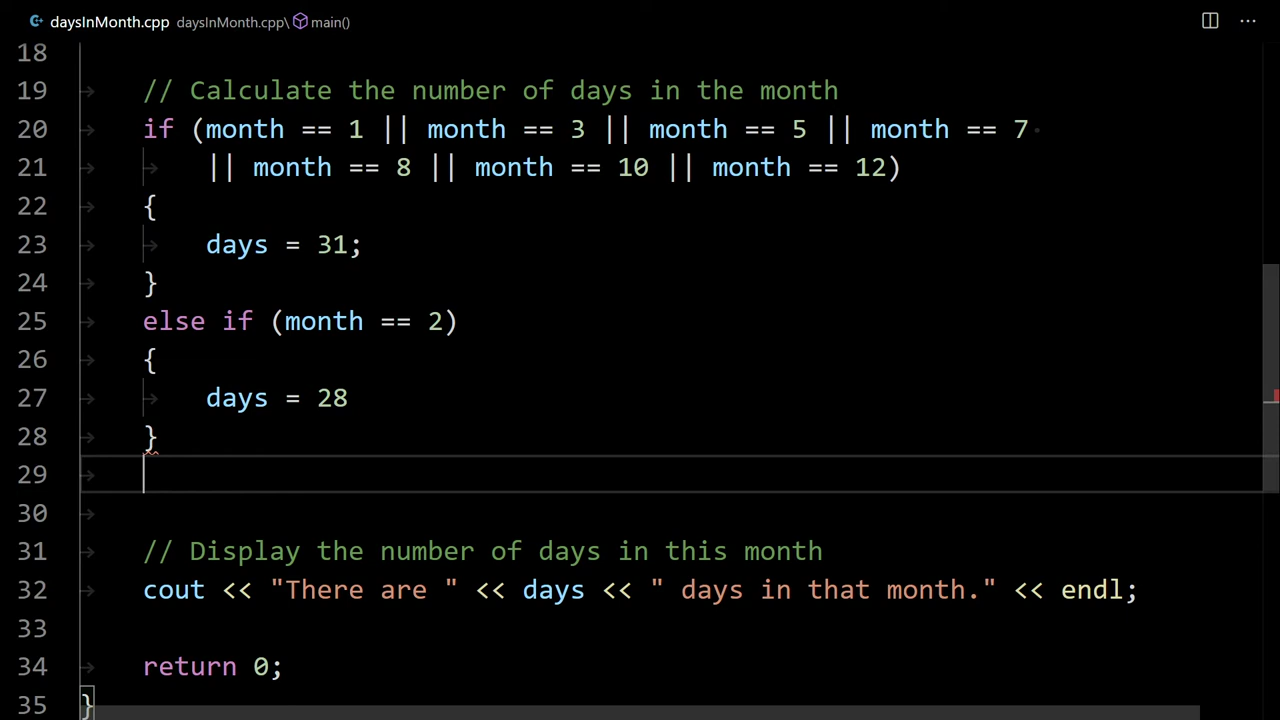 daysInMonth.cpp daysInMonth.cpp\ main()
18
19 // Calculate the number of days in the month
20 if (month == 1 || month == 3 || month == 5 || month == 7
21 || month == 8 || month == 10 || month == 12)
22 {
23 days = 31;
24 }
25 else if (month == 2)
26 {
27 days = 28
28 }
29
30
31 // Display the number of days in this month
32 cout << "There are " << days << " days in that month." << endl;
33
34 return 0;
35 }